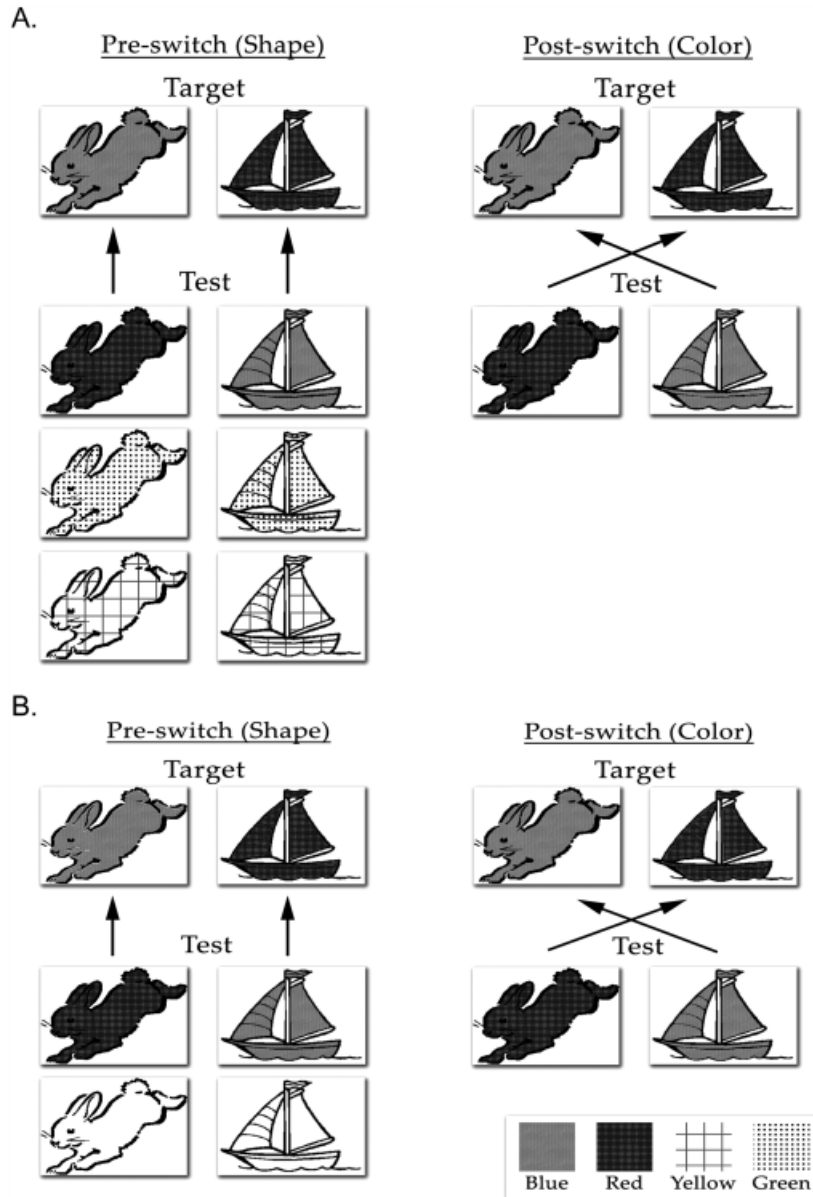 A.
Pre-switch (Shape)
Target
Test
Post-switch (Color)
Target
Test
B.
Pre-switch (Shape)
Target
Test
Post-switch (Color)
Target
Test
Blue Red Yellow Green